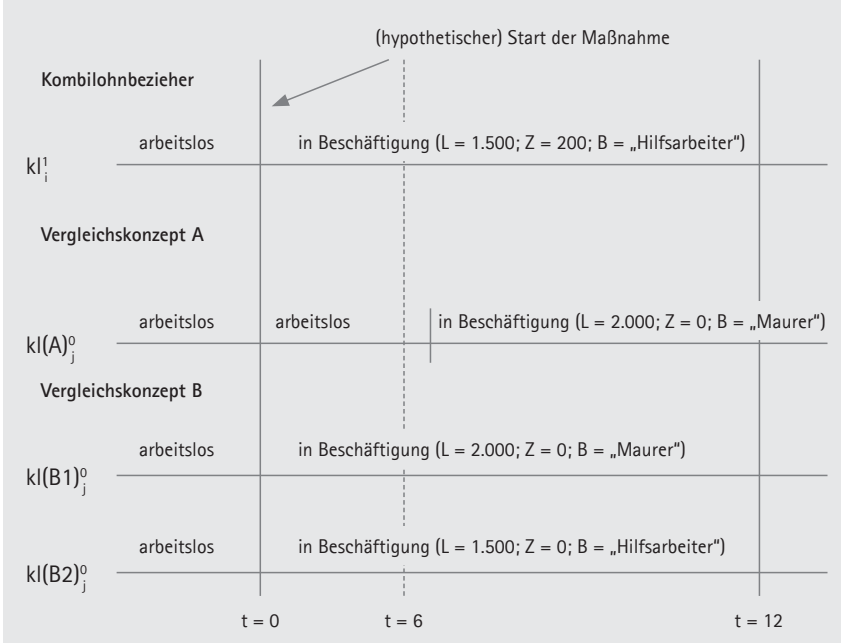 (hypothetischer) Start der Maßnahme
Kombilohnbezieher
arbeitslos in Beschäftigung (L = 1.500; Z = 200; B = „Hilfsarbeiter“)
kl¹ᵢ
Vergleichskonzept A
arbeitslos arbeitslos in Beschäftigung (L = 2.000; Z = 0; B = „Maurer“)
kl(A)⁰ⱼ
Vergleichskonzept B
arbeitslos in Beschäftigung (L = 2.000; Z = 0; B = „Maurer“)
kl(B1)⁰ⱼ
arbeitslos in Beschäftigung (L = 1.500; Z = 0; B = „Hilfsarbeiter“)
kl(B2)⁰ⱼ
t = 0 t = 6 t = 12